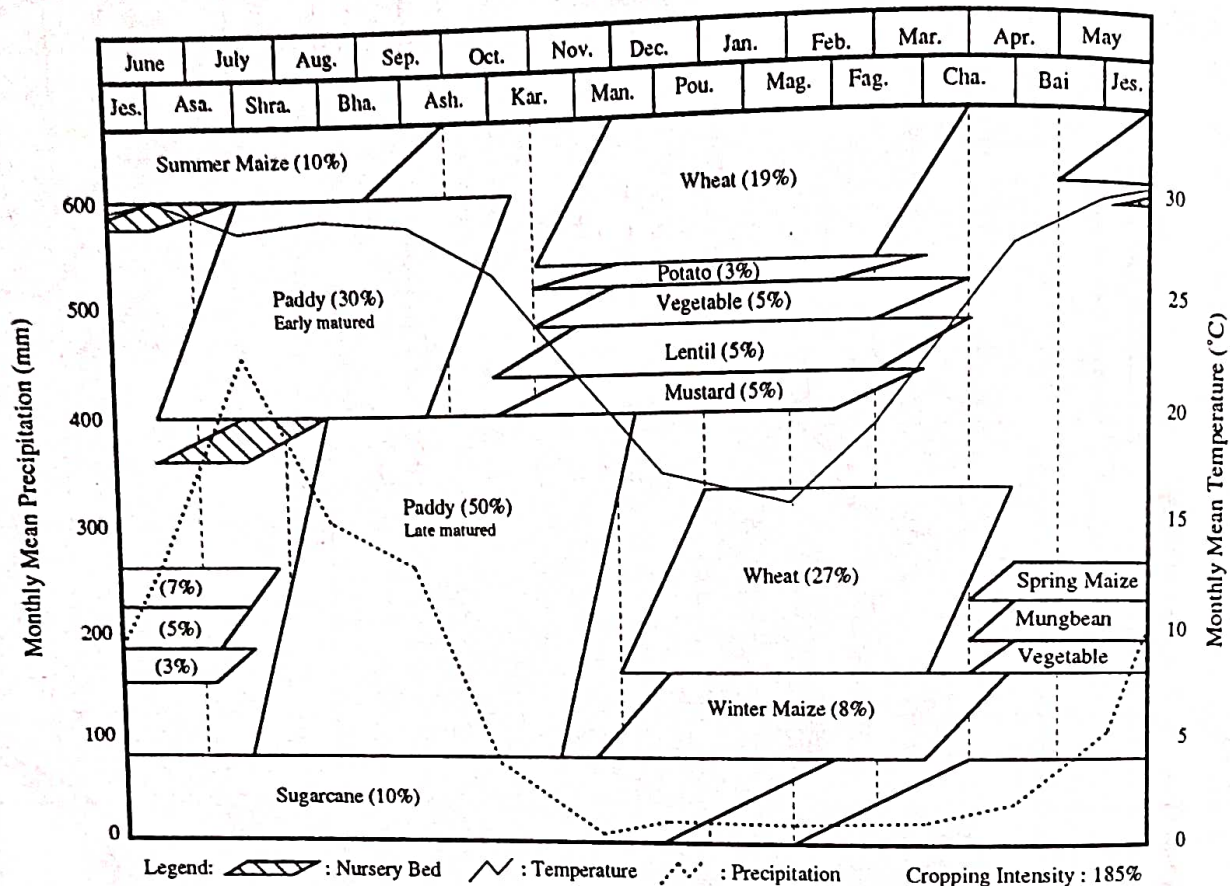 June July Aug. Sep. Oct. Nov. Dec. Jan. Feb. Mar. Apr. May
Jes. Asa. Shra. Bha. Ash. Kar. Man. Pou. Mag. Fag. Cha. Bai Jes.
Summer Maize (10%)
Wheat (19%)
600
30
Potato (3%)
Paddy (30%)
Early matured
Vegetable (5%)
500
25
Lentil (5%)
Mustard (5%)
400
20
Monthly Mean Precipitation (mm)
Monthly Mean Temperature (°C)
Paddy (50%)
Late matured
300
15
Wheat (27%)
(7%)
Spring Maize
(5%)
Mungbean
200
10
(3%)
Vegetable
Winter Maize (8%)
100
5
Sugarcane (10%)
0
0
Legend: : Nursery Bed : Temperature : Precipitation Cropping Intensity : 185%